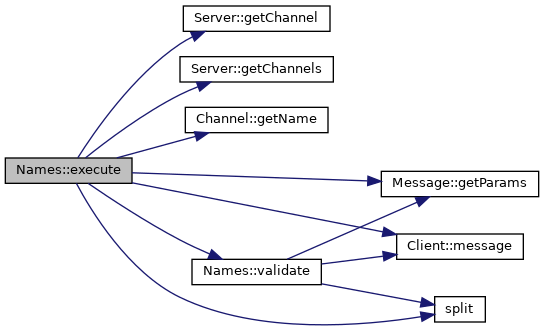 Server::getChannel
Server::getChannels
Channel::getName
Names::execute
Message::getParams
Client::message
Names::validate
split